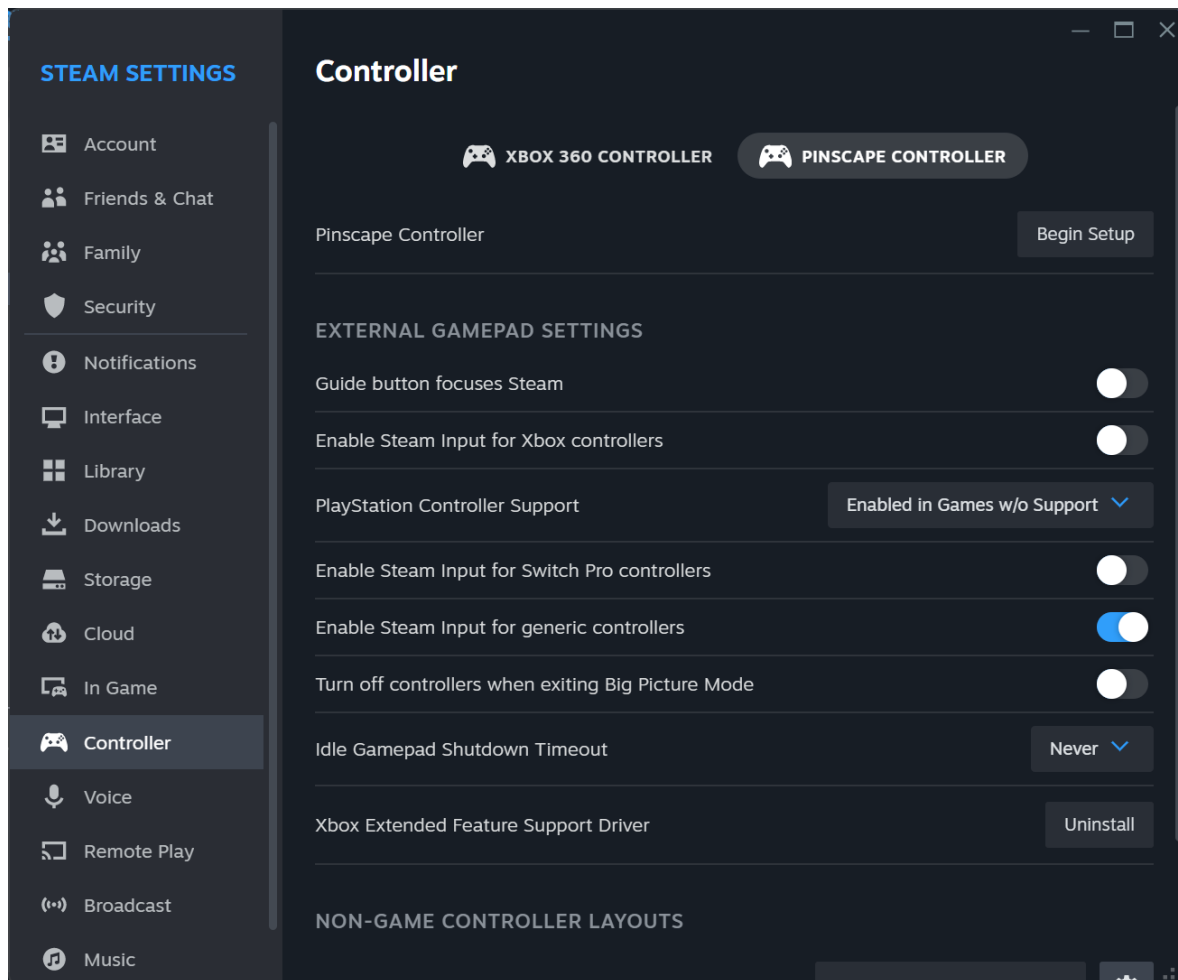 STEAM SETTINGS
Account
Friends & Chat
Family
Security
Notifications
Interface
Library
Downloads
Storage
Cloud
In Game
Controller
Voice
Remote Play
Broadcast
Music
Controller
XBOX 360 CONTROLLER
PINSCAPE CONTROLLER
Pinscape Controller
Begin Setup
EXTERNAL GAMEPAD SETTINGS
Guide button focuses Steam
Enable Steam Input for Xbox controllers
PlayStation Controller Support
Enabled in Games w/o Support
Enable Steam Input for Switch Pro controllers
Enable Steam Input for generic controllers
Turn off controllers when exiting Big Picture Mode
Idle Gamepad Shutdown Timeout
Never
Xbox Extended Feature Support Driver
Uninstall
NON-GAME CONTROLLER LAYOUTS